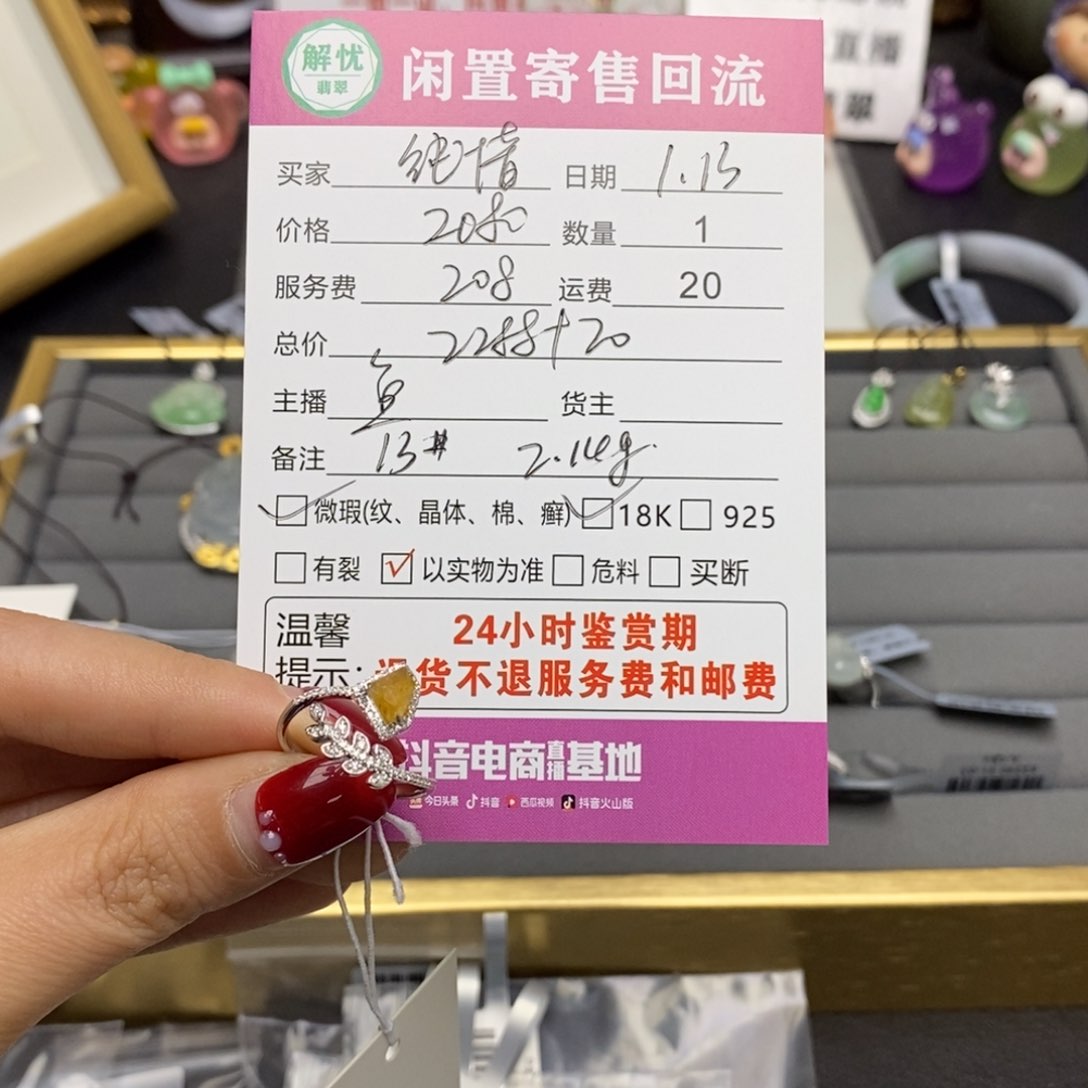 解忧
翡翠
闲置寄售回流
买家 纯情 日期 1.13
价格 2080 数量 1
服务费 208 运费 20
总价 2288+20
主播 鱼 货主
备注 13# 2.14g
微瑕(纹、晶体、棉、癣) 18K 925
有裂 以实物为准 危料 买断
温馨
提示:
24小时鉴赏期
退货不退服务费和邮费
抖音电商直播基地
今日头条 抖音 西瓜视频 抖音火山版
直播